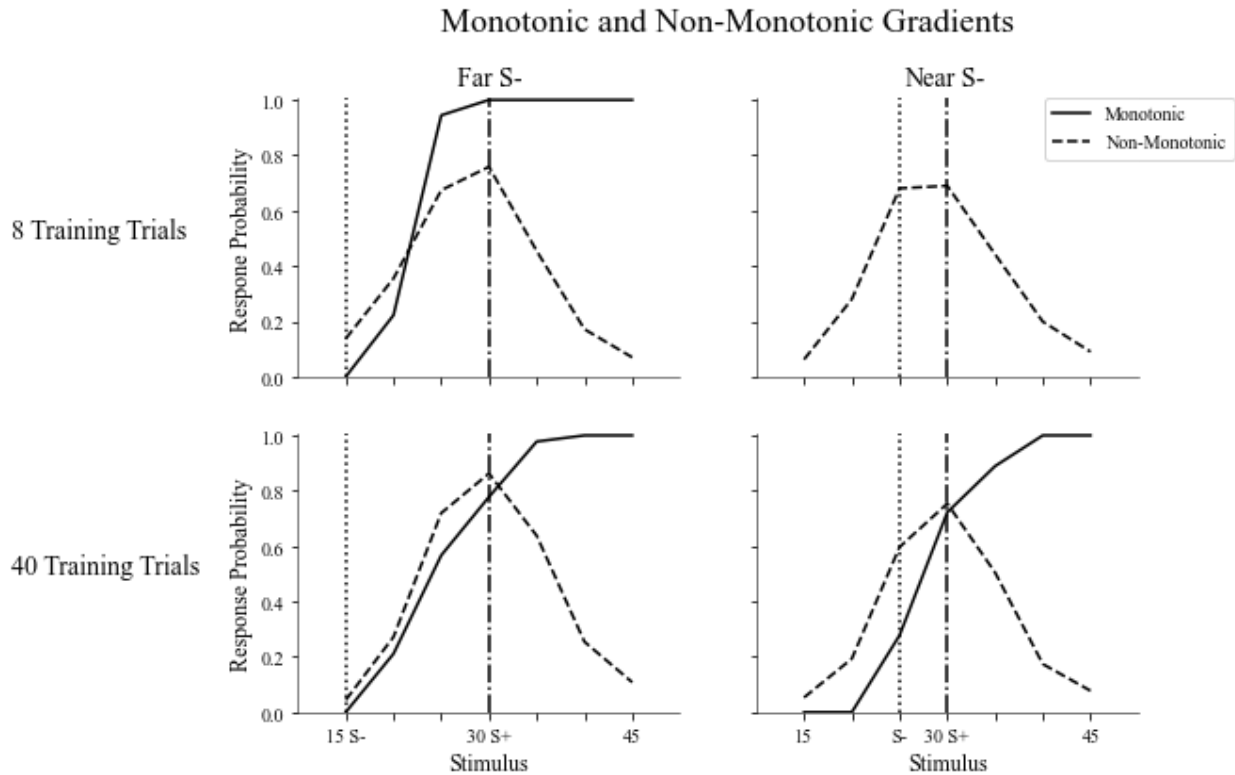 Monotonic and Non-Monotonic Gradients
Far S-
Near S-
Monotonic
Non-Monotonic
8 Training Trials
Respone Probability
1.0
0.8
0.6
0.4
0.2
0.0
40 Training Trials
Response Probability
1.0
0.8
0.6
0.4
0.2
0.0
15 S-
30 S+
45
Stimulus
15
S-
30 S+
45
Stimulus